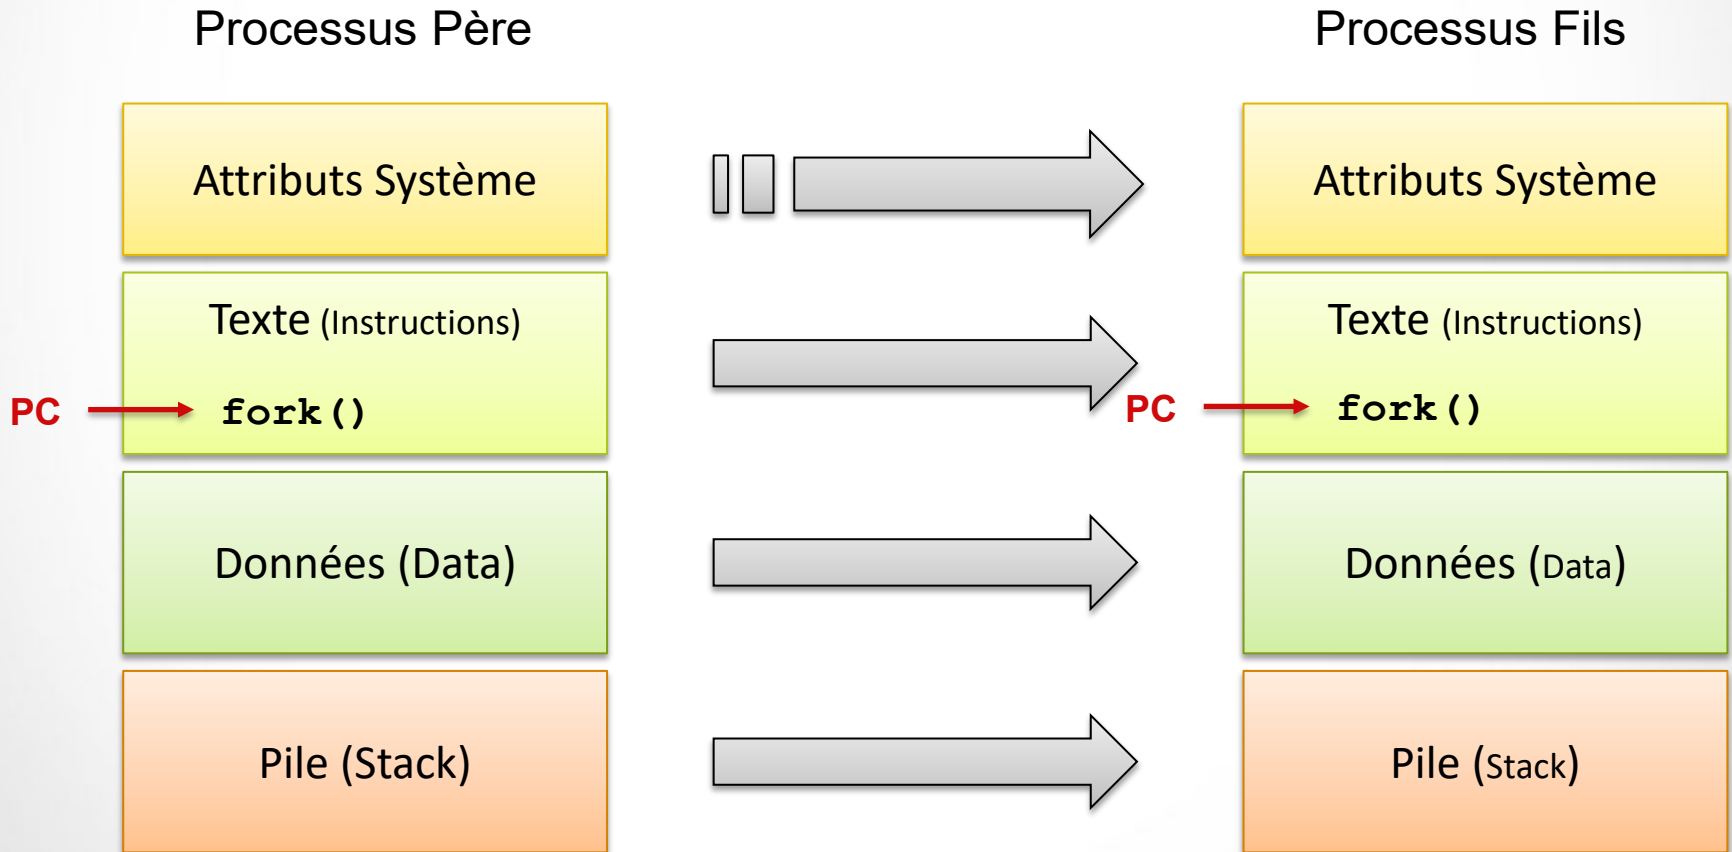 Processus Père
Processus Fils
Attributs Système
Attributs Système
Texte (Instructions)
Texte (Instructions)
PC
fork()
PC
fork()
Données (Data)
Données (Data)
Pile (Stack)
Pile (Stack)